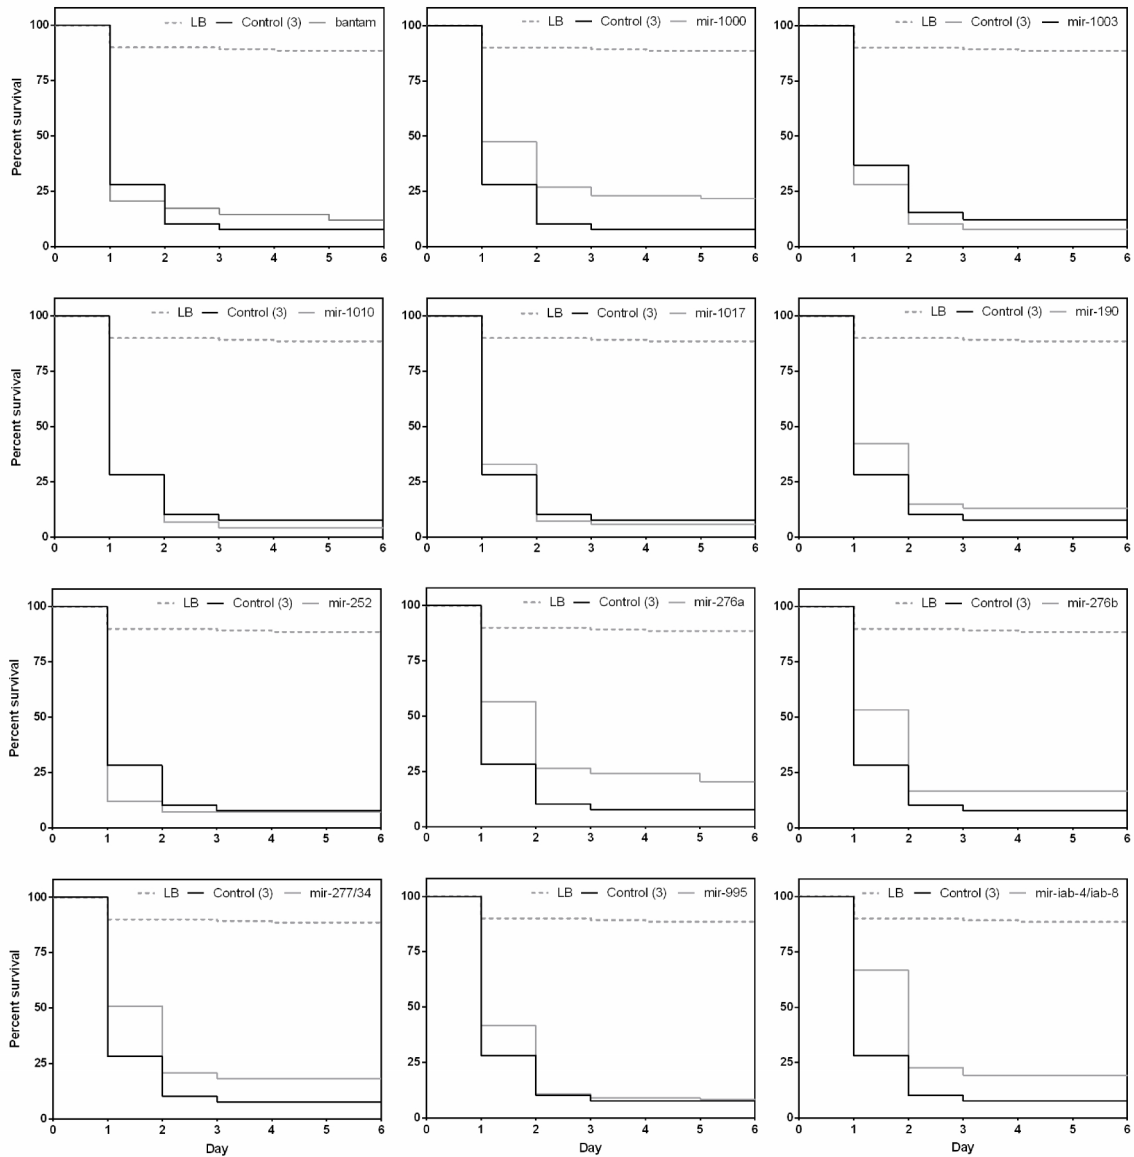 LB Control (3) bantam
LB Control (3) mir-1000
LB Control (3) mir-1003
Percent survival
100
75
50
25
0
0 1 2 3 4 5 6
100
75
50
25
0
0 1 2 3 4 5 6
100
75
50
25
0
0 1 2 3 4 5 6
LB Control (3) mir-1010
LB Control (3) mir-1017
LB Control (3) mir-190
Percent survival
100
75
50
25
0
0 1 2 3 4 5 6
100
75
50
25
0
0 1 2 3 4 5 6
100
75
50
25
0
0 1 2 3 4 5 6
LB Control (3) mir-252
LB Control (3) mir-276a
LB Control (3) mir-276b
Percent survival
100
75
50
25
0
0 1 2 3 4 5 6
100
75
50
25
0
0 1 2 3 4 5 6
100
75
50
25
0
0 1 2 3 4 5 6
LB Control (3) mir-277/34
LB Control (3) mir-995
LB Control (3) mir-iab-4/iab-8
Percent survival
100
75
50
25
0
0 1 2 3 4 5 6
Day
100
75
50
25
0
0 1 2 3 4 5 6
Day
100
75
50
25
0
0 1 2 3 4 5 6
Day